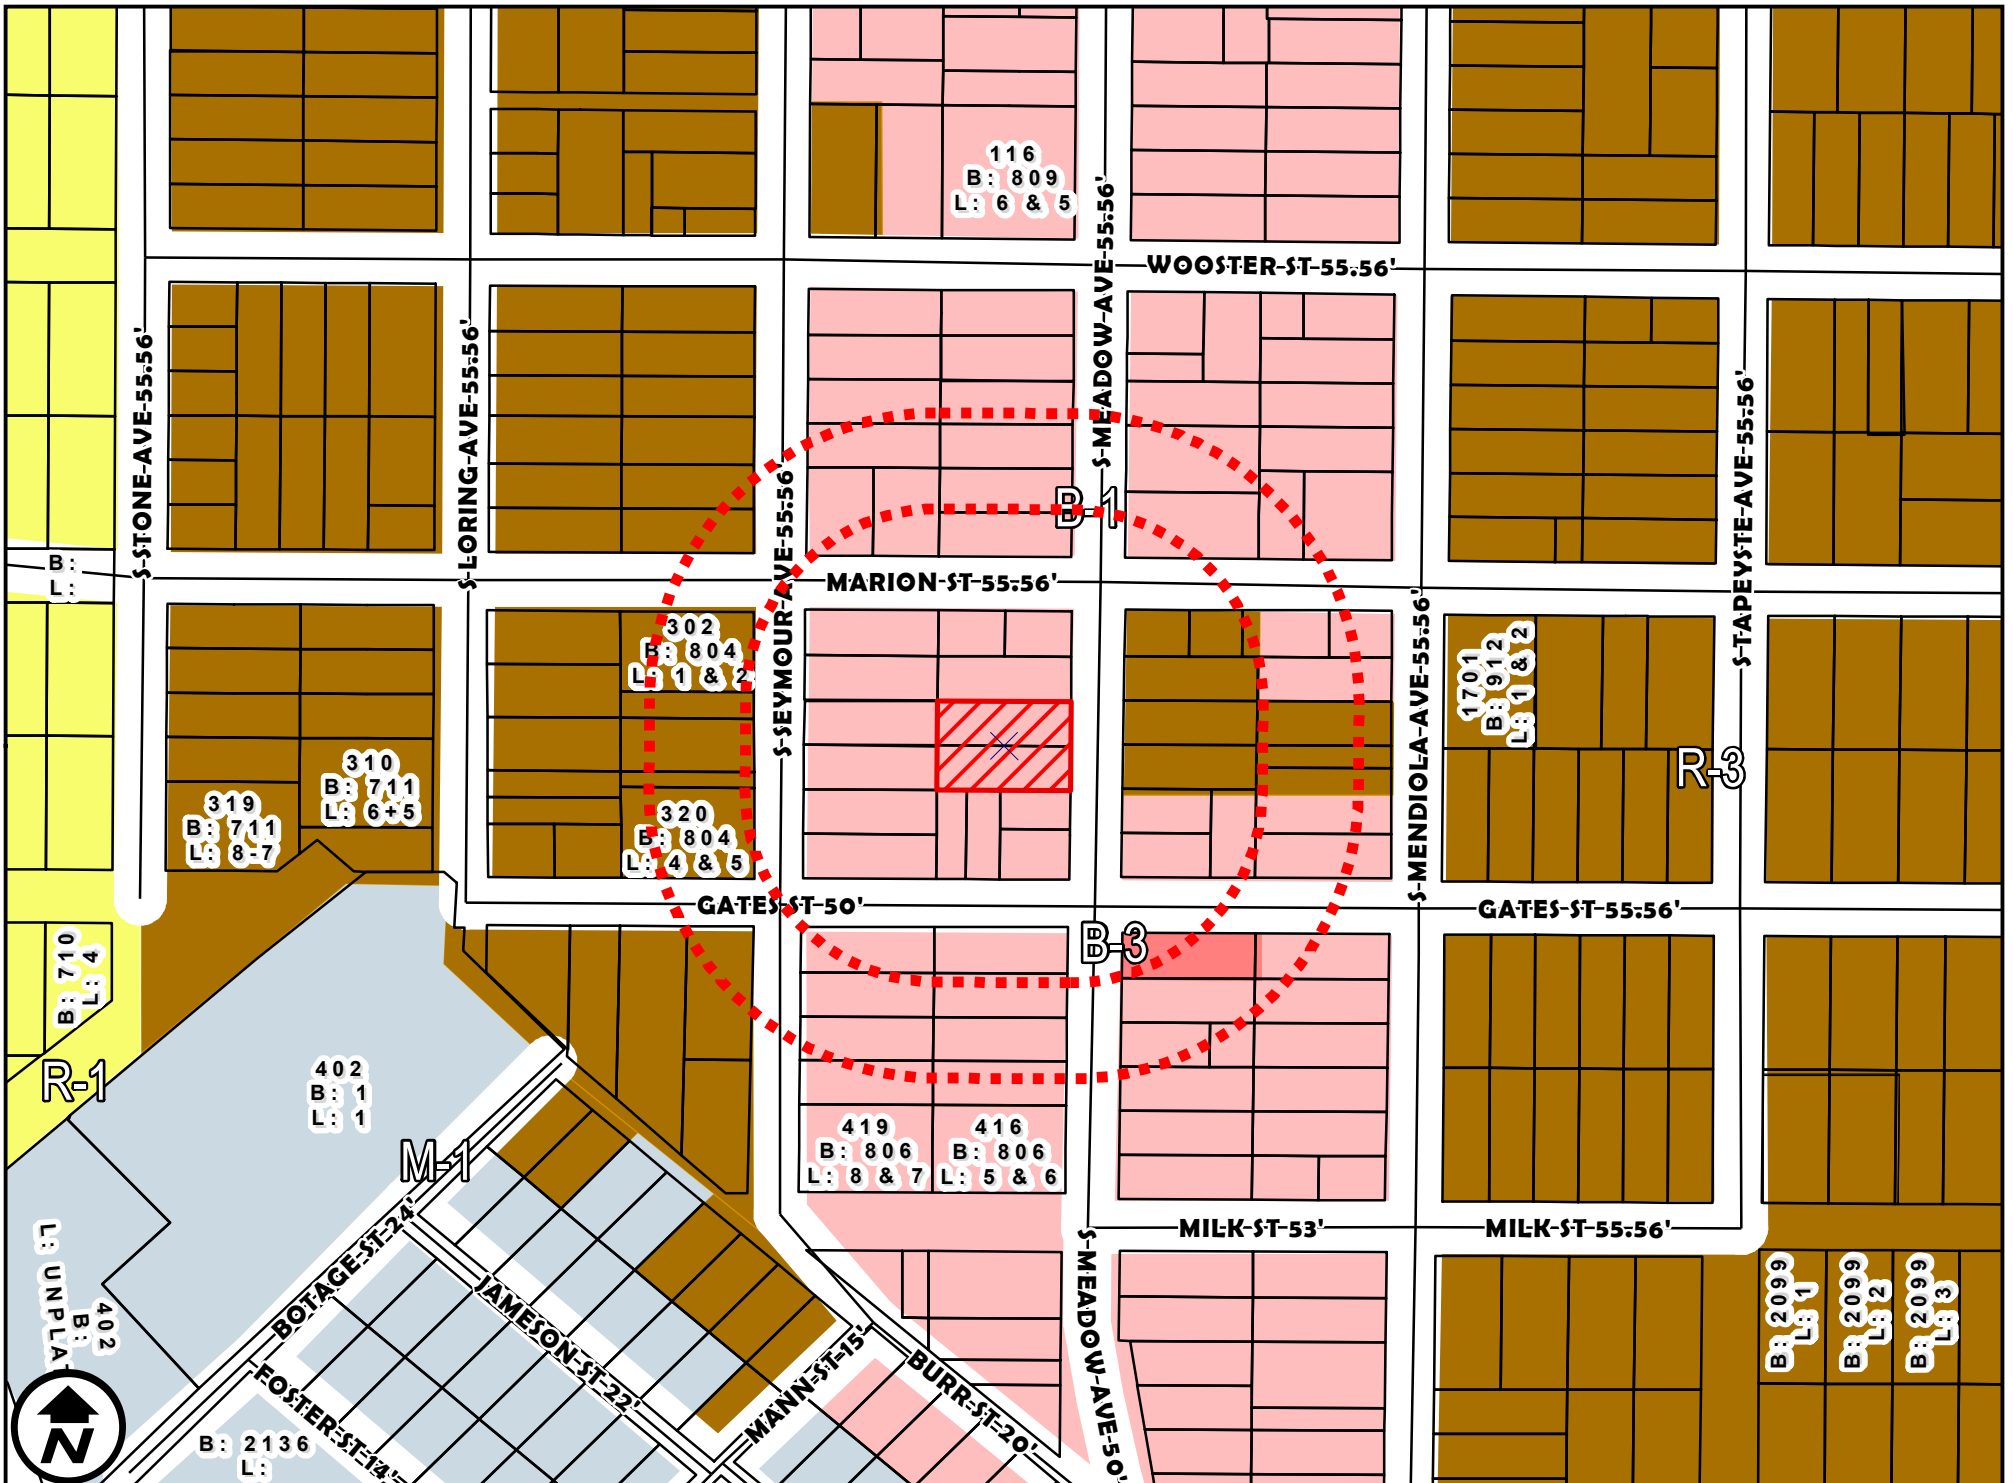 116
B: 809
L: 6 & 5
WOOSTER-ST-55.56'
S-MEADOW-AVE-55.56'
S-STONE-AVE-55.56'
S-LORING-AVE-55.56'
S-SEYMOUR-AVE-55.56'
S-TAPEYSTE-AVE-55.56'
B-1
B:
L:
MARION-ST-55.56'
S-MENDIOLA-AVE-55.56'
302
B: 804
L: 1 & 2
1701
B: 912
L: 1 & 2
310
B: 711
L: 6+5
R-3
319
B: 711
L: 8-7
320
B: 804
L: 4 & 5
GATES-ST-50'
GATES-ST-55.56'
B: 710
L: 4
B-3
R-1
402
B: 1
L: 1
M-1
419
B: 806
L: 8 & 7
416
B: 806
L: 5 & 6
MILK-ST-53'
MILK-ST-55.56'
BOTAGE-ST-24'
JAMESON-ST-22'
S-MEADOW-AVE-50'
402
B:
L: UNPLA
B: 2099
L: 1
B: 2099
L: 2
B: 2099
L: 3
FOSTER-ST-14'
MANN-ST-15'
BURR-ST-20'
B: 2136
L:
N